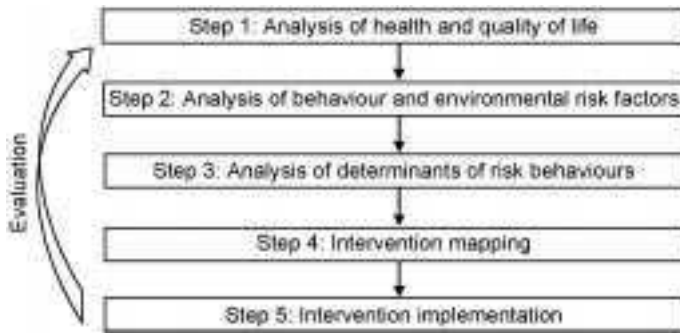 Step 1: Analysis of health and quality of life
Step 2: Analysis of behaviour and environmental risk factors
Step 3: Analysis of determinants of risk behaviours
Step 4: Intervention mapping
Step 5: Intervention implementation
Evaluation